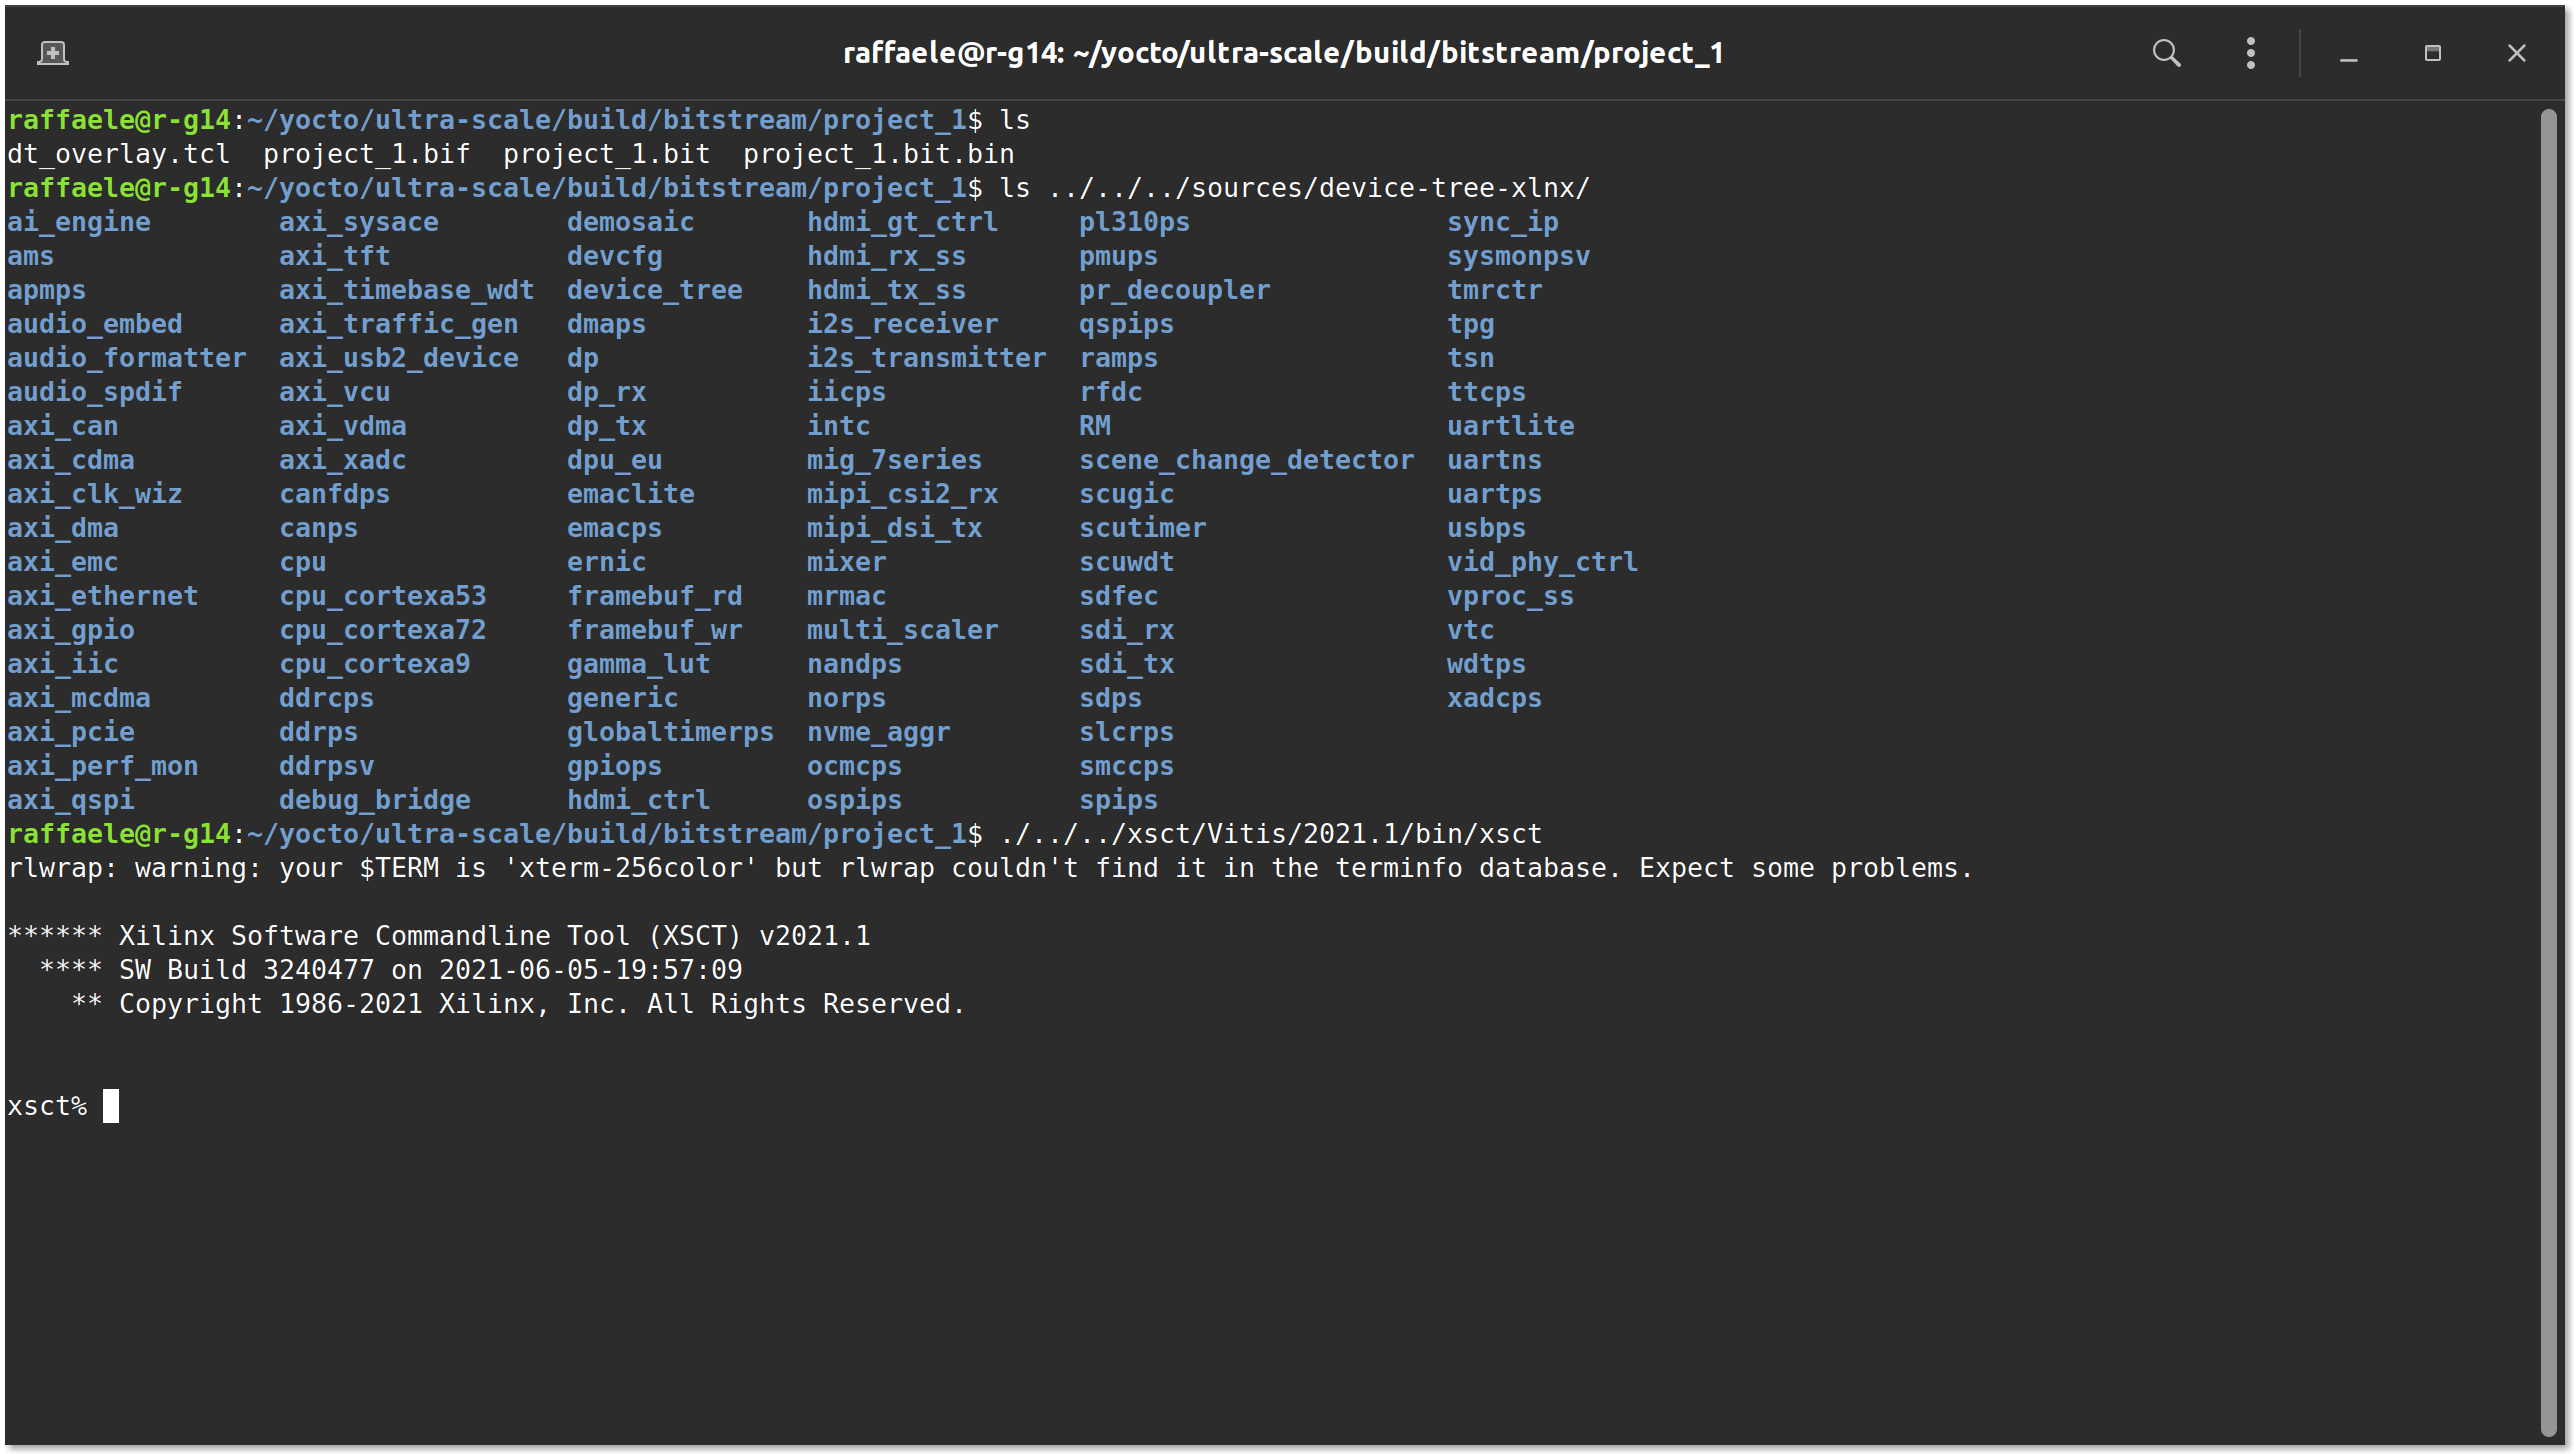 raffaele@r-g14: ~/yocto/ultra-scale/build/bitstream/project_1
raffaele@r-g14:~/yocto/ultra-scale/build/bitstream/project_1$ ls
dt_overlay.tcl  project_1.bif  project_1.bit  project_1.bit.bin
raffaele@r-g14:~/yocto/ultra-scale/build/bitstream/project_1$ ls ../../../sources/device-tree-xlnx/
ai_engine        axi_sysace        demosaic       hdmi_gt_ctrl     pl310ps                sync_ip
ams              axi_tft           devcfg         hdmi_rx_ss       pmups                  sysmonpsv
apmps            axi_timebase_wdt  device_tree    hdmi_tx_ss       pr_decoupler           tmrctr
audio_embed      axi_traffic_gen   dmaps          i2s_receiver     qspips                 tpg
audio_formatter  axi_usb2_device   dp             i2s_transmitter  ramps                  tsn
audio_spdif      axi_vcu           dp_rx          iicps            rfdc                   ttcps
axi_can          axi_vdma          dp_tx          intc             RM                     uartlite
axi_cdma         axi_xadc          dpu_eu         mig_7series      scene_change_detector  uartns
axi_clk_wiz      canfdps           emaclite       mipi_csi2_rx     scugic                 uartps
axi_dma          canps             emacps         mipi_dsi_tx      scutimer               usbps
axi_emc          cpu               ernic          mixer            scuwdt                 vid_phy_ctrl
axi_ethernet     cpu_cortexa53     framebuf_rd    mrmac            sdfec                  vproc_ss
axi_gpio         cpu_cortexa72     framebuf_wr    multi_scaler     sdi_rx                 vtc
axi_iic          cpu_cortexa9      gamma_lut      nandps           sdi_tx                 wdtps
axi_mcdma        ddrcps            generic        norps            sdps                   xadcps
axi_pcie         ddrps             globaltimerps  nvme_aggr        slcrps
axi_perf_mon     ddrpsv            gpiops         ocmcps           smccps
axi_qspi         debug_bridge      hdmi_ctrl      ospips           spips
raffaele@r-g14:~/yocto/ultra-scale/build/bitstream/project_1$ ./../../xsct/Vitis/2021.1/bin/xsct
rlwrap: warning: your $TERM is 'xterm-256color' but rlwrap couldn't find it in the terminfo database. Expect some problems.
****** Xilinx Software Commandline Tool (XSCT) v2021.1
  **** SW Build 3240477 on 2021-06-05-19:57:09
    ** Copyright 1986-2021 Xilinx, Inc. All Rights Reserved.
xsct%